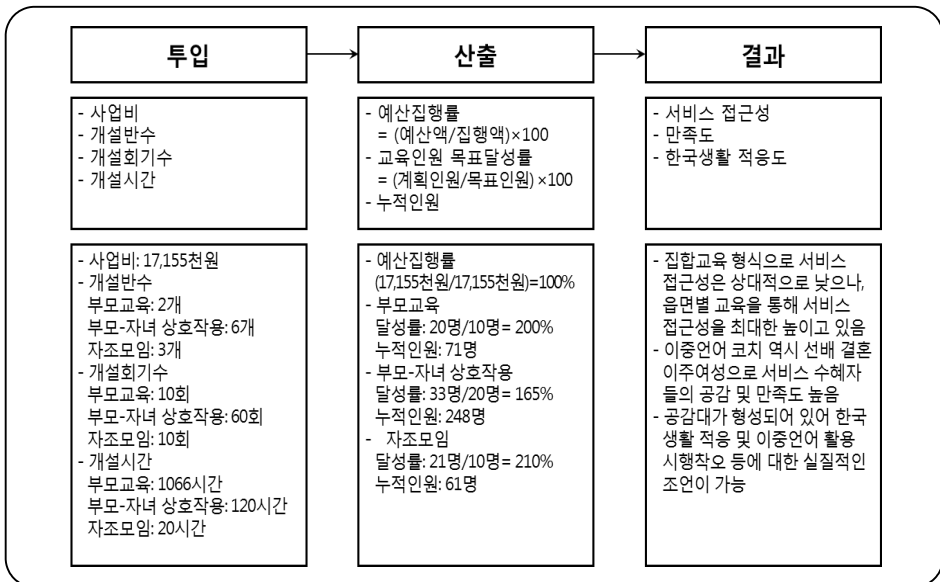 투입
산출
결과
- 사업비
- 개설반수
- 개설회기수
- 개설시간
- 예산집행률
= (예산액/집행액)×100
- 교육인원 목표달성률
= (계획인원/목표인원)×100
- 누적인원
- 서비스 접근성
- 만족도
- 한국생활 적응도
- 사업비: 17,155천원
- 개설반수
부모교육: 2개
부모-자녀 상호작용: 6개
자조모임: 3개
- 개설회기수
부모교육: 10회
부모-자녀 상호작용: 60회
자조모임: 10회
- 개설시간
부모교육: 1066시간
부모-자녀 상호작용: 120시간
자조모임: 20시간
- 예산집행률
(17,155천원/17,155천원)=100%
- 부모교육
달성률: 20명/10명= 200%
누적인원: 71명
- 부모-자녀 상호작용
달성률: 33명/20명= 165%
누적인원: 248명
- 자조모임
달성률: 21명/10명= 210%
누적인원: 61명
- 집합교육 형식으로 서비스
접근성은 상대적으로 낮으나,
읍면별 교육을 통해 서비스
접근성을 최대한 높이고 있음
- 이중언어 코치 역시 선배 결혼
이주여성으로 서비스 수혜자
들의 공감 및 만족도 높음
- 공감대가 형성되어 있어 한국
생활 적응 및 이중언어 활용
시행착오 등에 대한 실질적인
조언이 가능